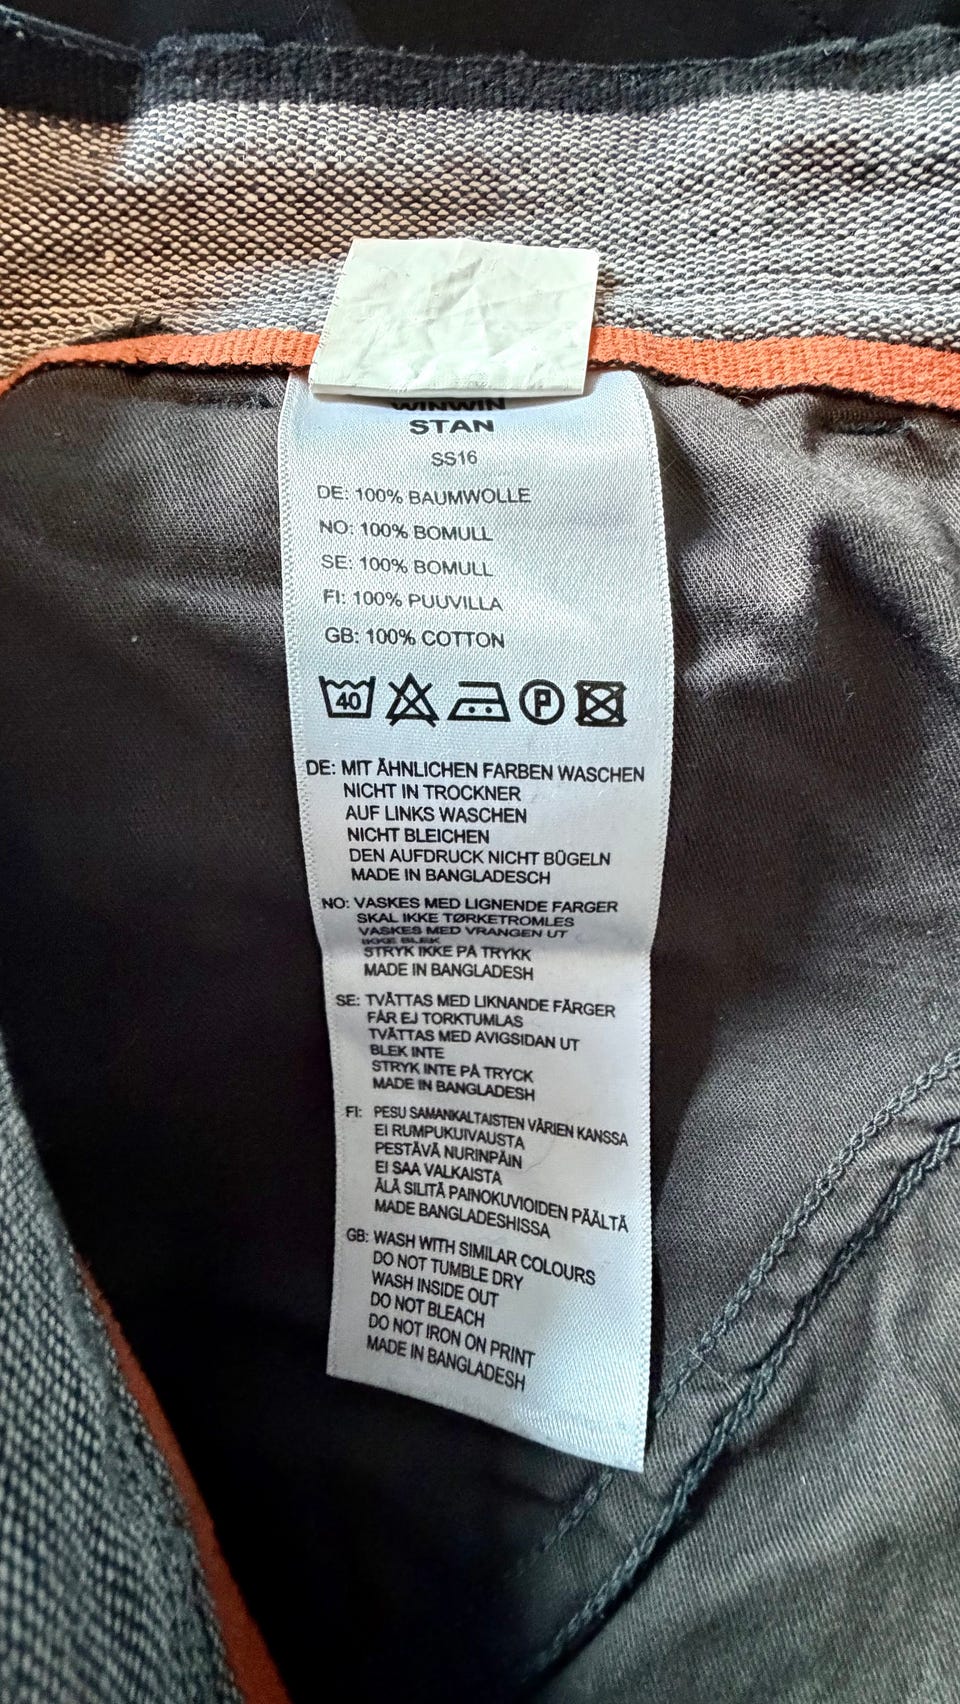 WINWIN
STAN
SS16
DE: 100% BAUMWOLLE
NO: 100% BOMULL
SE: 100% BOMULL
FI: 100% PUUVILLA
GB: 100% COTTON
40 P
DE: MIT ÄHNLICHEN FARBEN WASCHEN
NICHT IN TROCKNER
AUF LINKS WASCHEN
NICHT BLEICHEN
DEN AUFDRUCK NICHT BÜGELN
MADE IN BANGLADESCH
NO: VASKES MED LIGNENDE FARGER
SKAL IKKE TØRKETROMLES
VASKES MED VRANGEN UT
IKKE BLEK
STRYK IKKE PÅ TRYKK
MADE IN BANGLADESH
SE: TVÄTTAS MED LIKNANDE FÄRGER
FÅR EJ TORKTUMLAS
TVÄTTAS MED AVIGSIDAN UT
BLEK INTE
STRYK INTE PÅ TRYCK
MADE IN BANGLADESH
FI: PESU SAMANKALTAISTEN VÄRIEN KANSSA
EI RUMPUKUIVAUSTA
PESTÄVÄ NURINPÄIN
EI SAA VALKAISTA
ÄLÄ SILITÄ PAINOKUVIOIDEN PÄÄLTÄ
MADE BANGLADESHISSA
GB: WASH WITH SIMILAR COLOURS
DO NOT TUMBLE DRY
WASH INSIDE OUT
DO NOT BLEACH
DO NOT IRON ON PRINT
MADE IN BANGLADESH